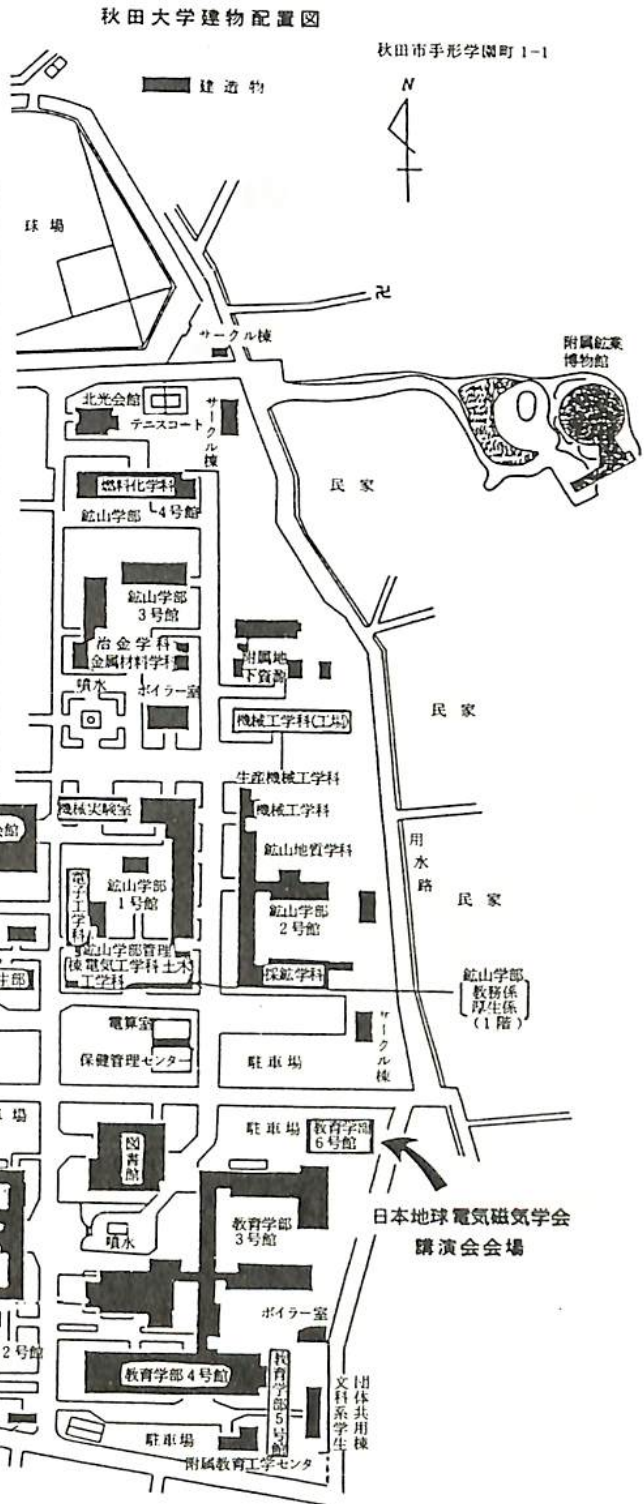 秋田大学建物配置図
秋田市手形学園町1-1
建造物
N
球場
卍
サークル棟
附属鉱業
博物館
北光会館
テニスコート
サークル棟
民家
燃料化学科
鉱山学部
4号館
鉱山学部
3号館
冶金学科
金属材料学科
附属地
下資源
噴水
ボイラー室
民家
機械工学科(工場)
生産機械工学科
機械実験室
機械工学科
会館
鉱山地質学科
用水路
電子工学科
鉱山学部
1号館
民家
鉱山学部
2号館
鉱山学部管理
棟電気工学科土木
工学科
生部
採鉱学科
鉱山学部
教務係
厚生係
(1階)
電算室
サークル棟
保健管理センター
駐車場
車場
駐車場
教育学部
6号館
図書館
日本地球電気磁気学会
講演会会場
教育学部
3号館
噴水
ボイラー室
2号館
教育学部4号館
教育学部5号館
文科系学生
団体共用棟
駐車場
附属教育工学センタ